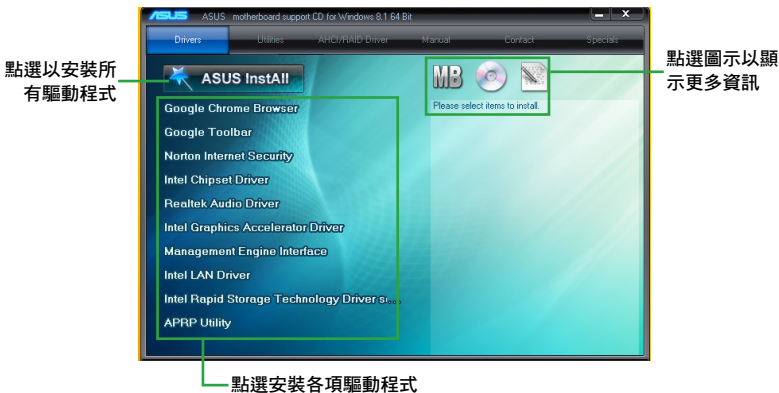 ASUS ASUS motherboard support CD for Windows 8.1 64 Bit
Drivers Utilities AHCI/RAID Driver Manual Contact Specials
點選以安裝所
有驅動程式
ASUS InstAll
MB
Please select items to install.
點選圖示以顯
示更多資訊
Google Chrome Browser
Google Toolbar
Norton Internet Security
Intel Chipset Driver
Realtek Audio Driver
Intel Graphics Accelerator Driver
Management Engine Interface
Intel LAN Driver
Intel Rapid Storage Technology Driver s...
APRP Utility
點選安裝各項驅動程式